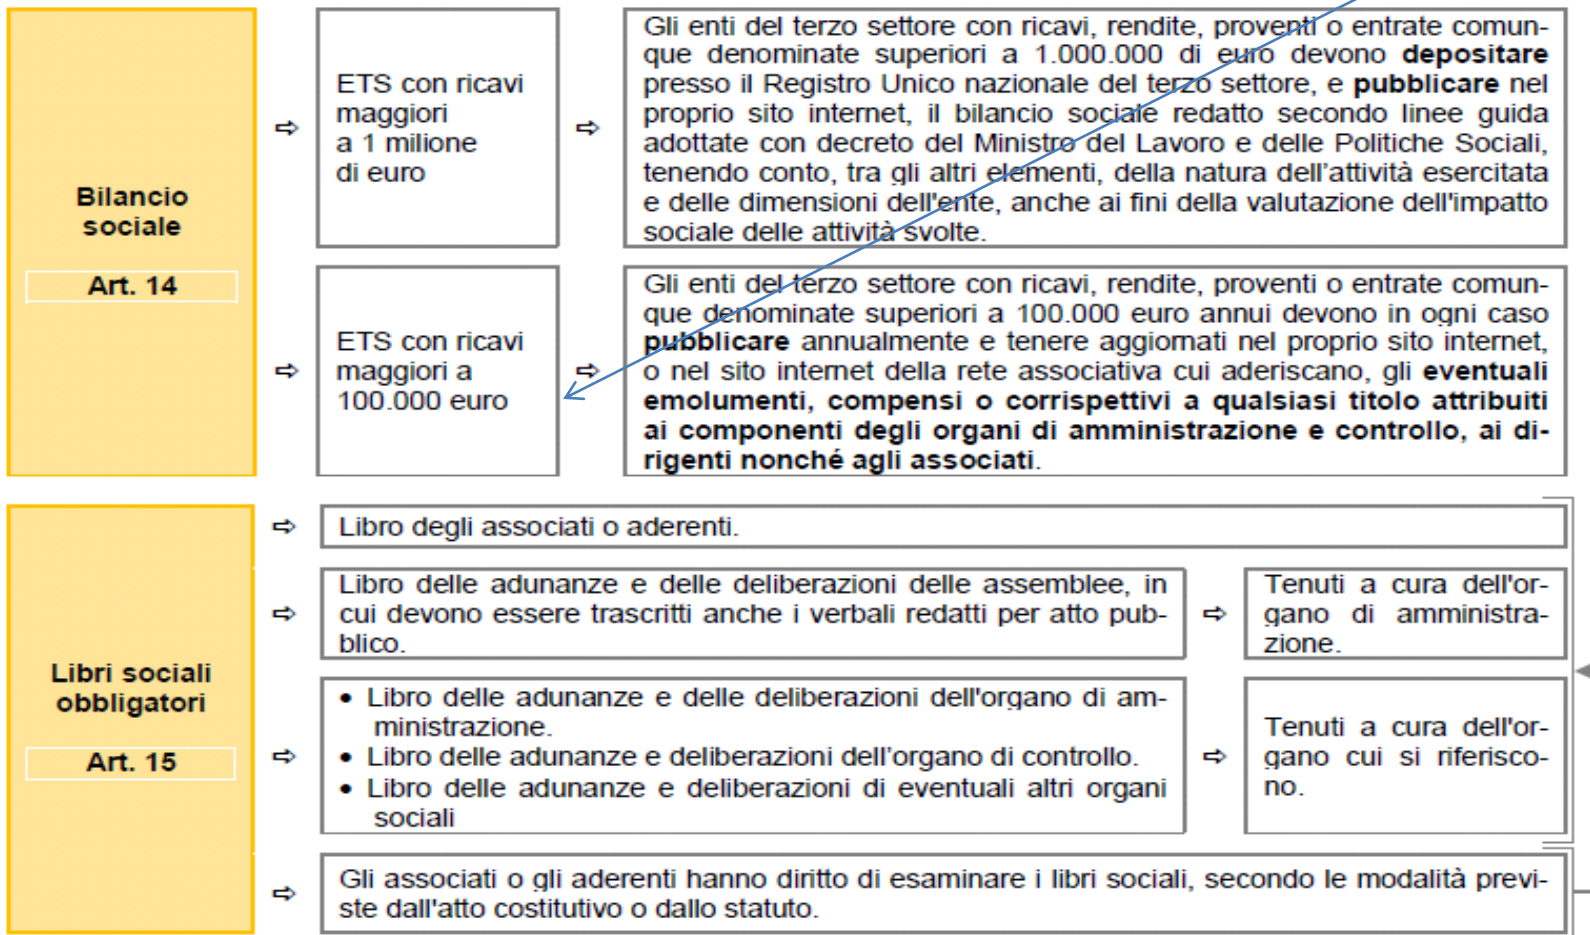 Bilancio
sociale
Art. 14
ETS con ricavi
maggiori
a 1 milione
di euro
Gli enti del terzo settore con ricavi, rendite, proventi o entrate comun-
que denominate superiori a 1.000.000 di euro devono depositare
presso il Registro Unico nazionale del terzo settore, e pubblicare nel
proprio sito internet, il bilancio sociale redatto secondo linee guida
adottate con decreto del Ministro del Lavoro e delle Politiche Sociali,
tenendo conto, tra gli altri elementi, della natura dell'attività esercitata
e delle dimensioni dell'ente, anche ai fini della valutazione dell'impatto
sociale delle attività svolte.
ETS con ricavi
maggiori a
100.000 euro
Gli enti del terzo settore con ricavi, rendite, proventi o entrate comun-
que denominate superiori a 100.000 euro annui devono in ogni caso
pubblicare annualmente e tenere aggiornati nel proprio sito internet,
o nel sito internet della rete associativa cui aderiscano, gli eventuali
emolumenti, compensi o corrispettivi a qualsiasi titolo attribuiti
ai componenti degli organi di amministrazione e controllo, ai di-
rigenti nonché agli associati.
Libri sociali
obbligatori
Art. 15
Libro degli associati o aderenti.
Libro delle adunanze e delle deliberazioni delle assemblee, in
cui devono essere trascritti anche i verbali redatti per atto pub-
blico.
Tenuti a cura dell'or-
gano di amministra-
zione.
• Libro delle adunanze e delle deliberazioni dell'organo di am-
ministrazione.
• Libro delle adunanze e deliberazioni dell'organo di controllo.
• Libro delle adunanze e deliberazioni di eventuali altri organi
sociali
Tenuti a cura dell'or-
gano cui si riferisco-
no.
Gli associati o gli aderenti hanno diritto di esaminare i libri sociali, secondo le modalità previ-
ste dall'atto costitutivo o dallo statuto.